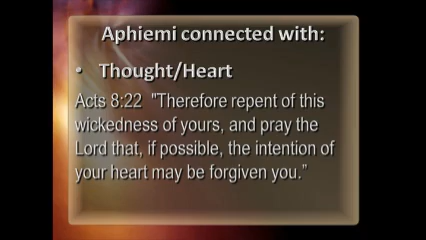 Aphiemi connected with:
• Thought/Heart
Acts 8:22 "Therefore repent of this
wickedness of yours, and pray the
Lord that, if possible, the intention of
your heart may be forgiven you."